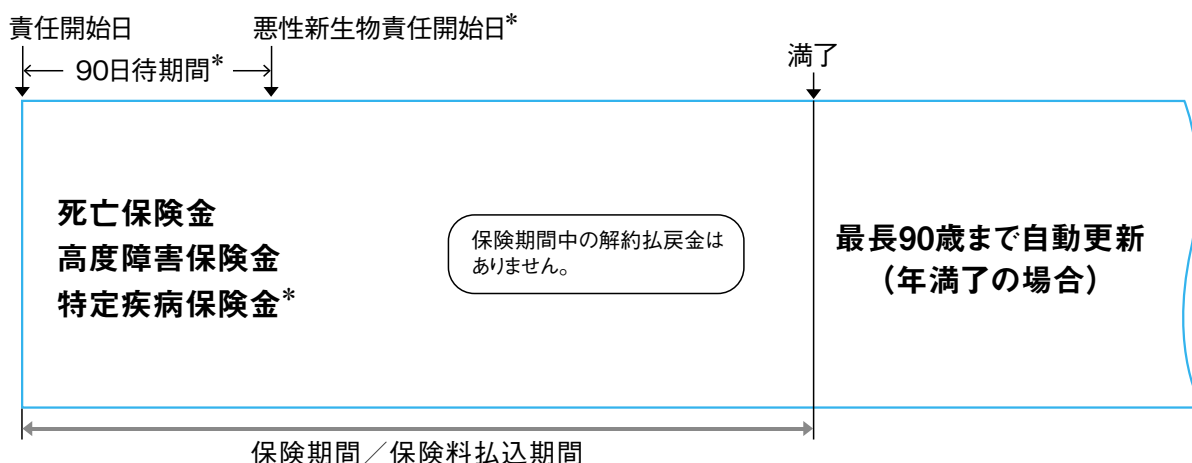 責任開始日
悪性新生物責任開始日*
90日待期間*
満了
死亡保険金
高度障害保険金
特定疾病保険金*
保険期間中の解約払戻金は
ありません。
最長90歳まで自動更新
(年満了の場合)
保険期間/保険料払込期間